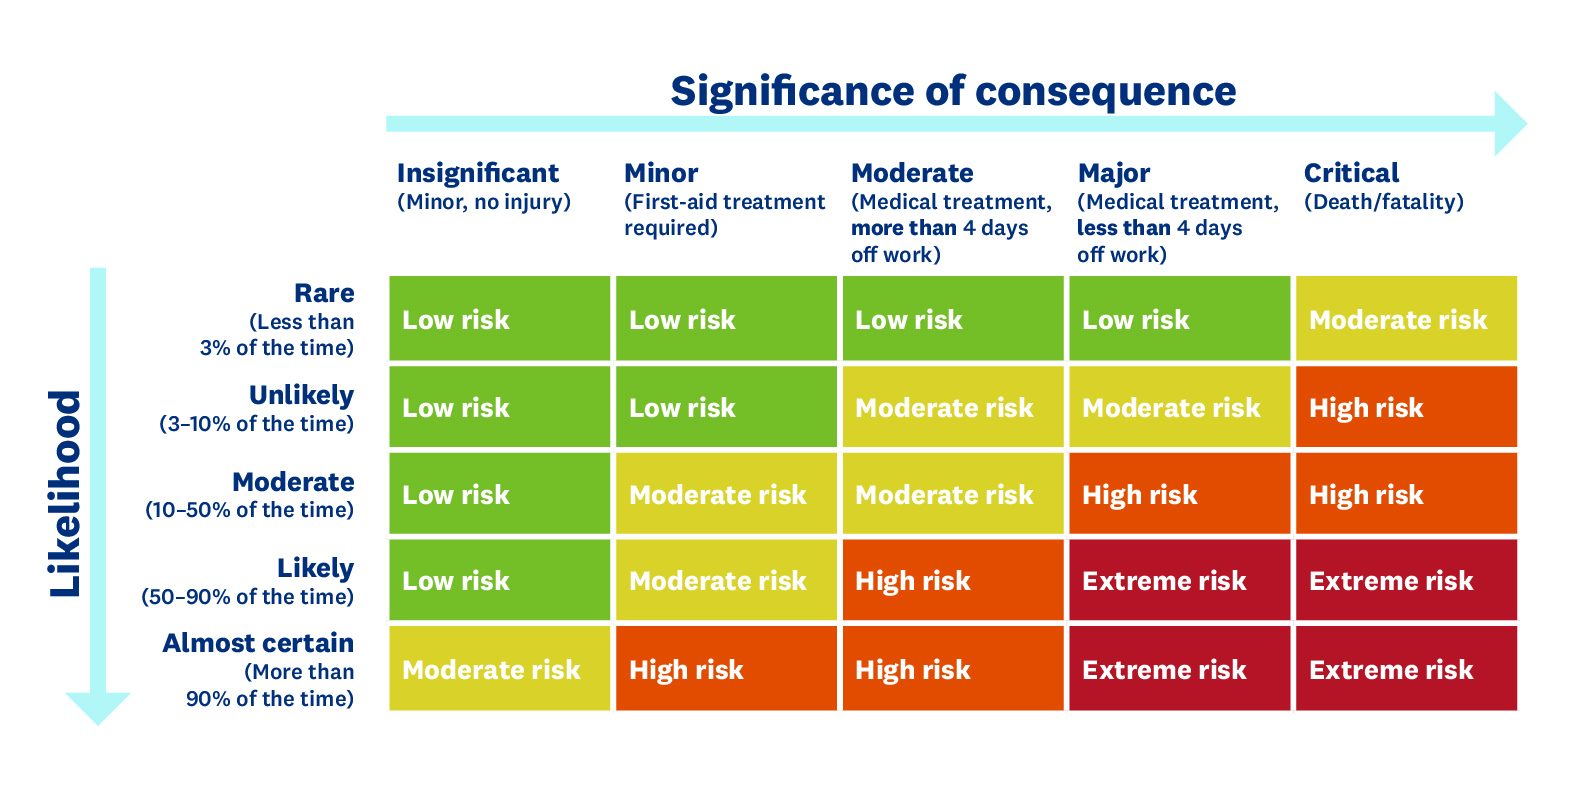 Significance of consequence
Insignificant
(Minor, no injury)
Minor
(First-aid treatment
required)
Moderate
(Medical treatment,
more than 4 days
off work)
Major
(Medical treatment,
less than 4 days
off work)
Critical
(Death/fatality)
Likelihood
Rare
(Less than
3% of the time)
Low risk
Low risk
Low risk
Low risk
Moderate risk
Unlikely
(3–10% of the time)
Low risk
Low risk
Moderate risk
Moderate risk
High risk
Moderate
(10–50% of the time)
Low risk
Moderate risk
Moderate risk
High risk
High risk
Likely
(50–90% of the time)
Low risk
Moderate risk
High risk
Extreme risk
Extreme risk
Almost certain
(More than
90% of the time)
Moderate risk
High risk
High risk
Extreme risk
Extreme risk